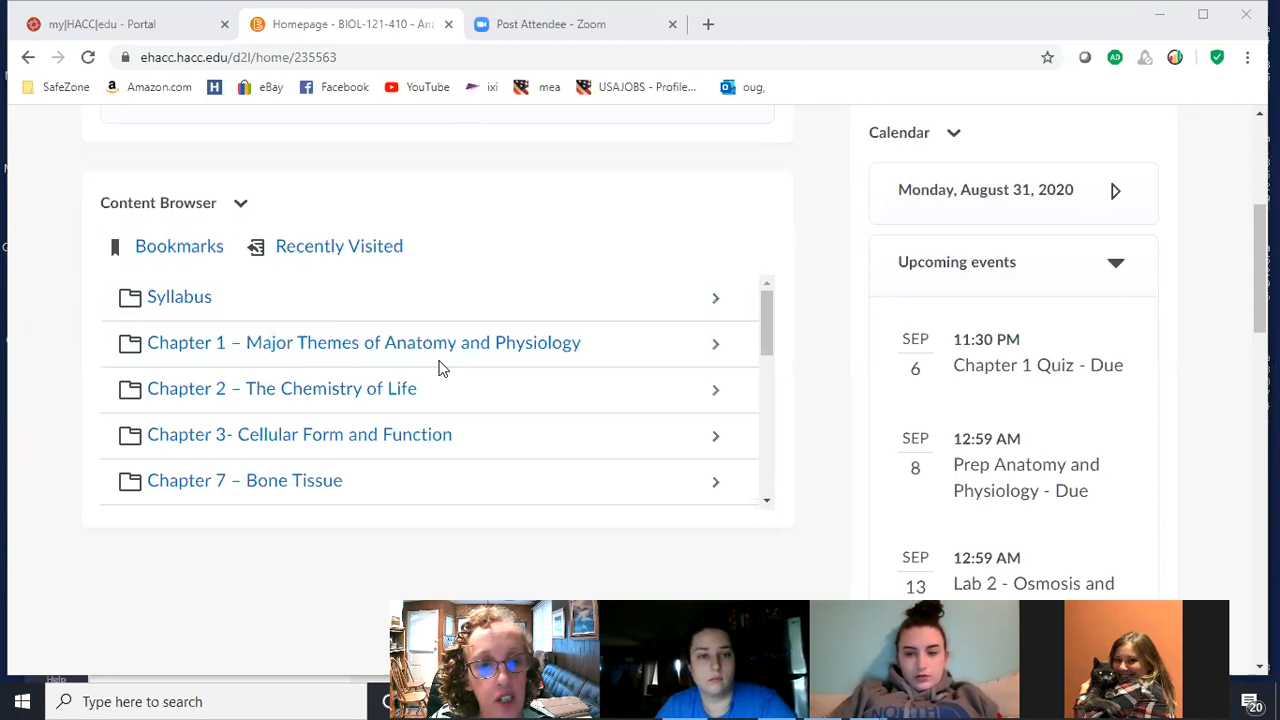 my|HACC|edu - Portal
Homepage - BIOL-121-410 - An
Post Attendee - Zoom
ehacc.hacc.edu/d2l/home/235563
AD
SafeZone
Amazon.com
H
eBay
Facebook
YouTube
ixi
mea
USAJOBS - Profile...
oug,
Calendar
Monday, August 31, 2020
Content Browser
Bookmarks
Recently Visited
Upcoming events
Syllabus
Chapter 1 – Major Themes of Anatomy and Physiology
Chapter 2 – The Chemistry of Life
Chapter 3- Cellular Form and Function
Chapter 7 – Bone Tissue
SEP 11:30 PM
6 Chapter 1 Quiz - Due
SEP 12:59 AM
8 Prep Anatomy and
Physiology - Due
SEP 12:59 AM
13 Lab 2 - Osmosis and
Help
Type here to search
NORTH
20